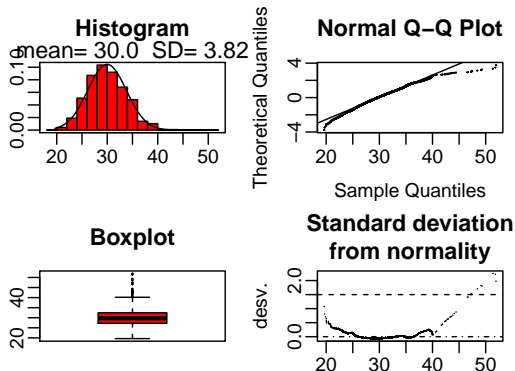 Histogram
mean= 30.0 SD= 3.82
0.00
20 30 40 50
Normal Q−Q Plot
Theoretical Quantiles
−4 0 4
20 30 40 50
Sample Quantiles
Boxplot
20 40
Standard deviation
from normality
desv.
0.0 2.0
20 30 40 50